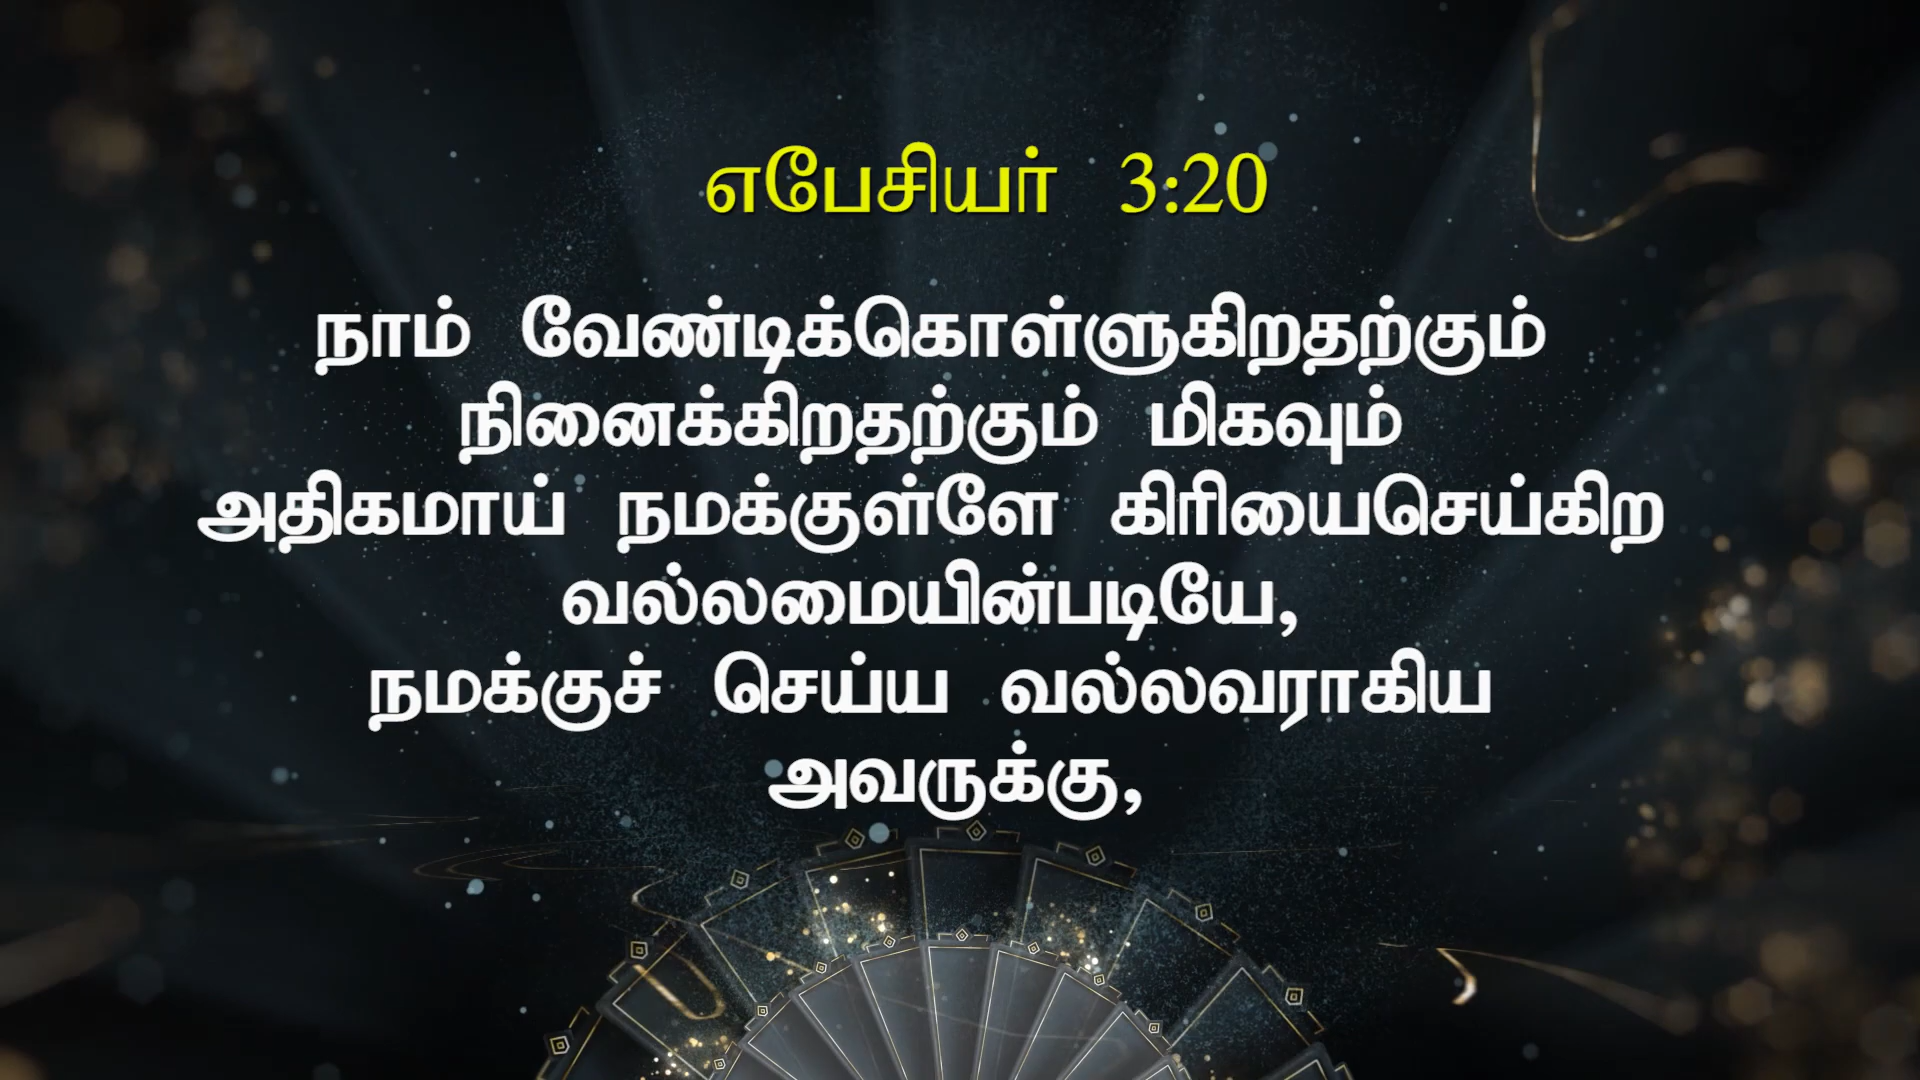 எபேசியர் 3:20
நாம் வேண்டிக்கொள்ளுகிறதற்கும்
நினைக்கிறதற்கும் மிகவும்
அதிகமாய் நமக்குள்ளே கிரியைசெய்கிற
வல்லமையின்படியே,
நமக்குச் செய்ய வல்லவராகிய
அவருக்கு,